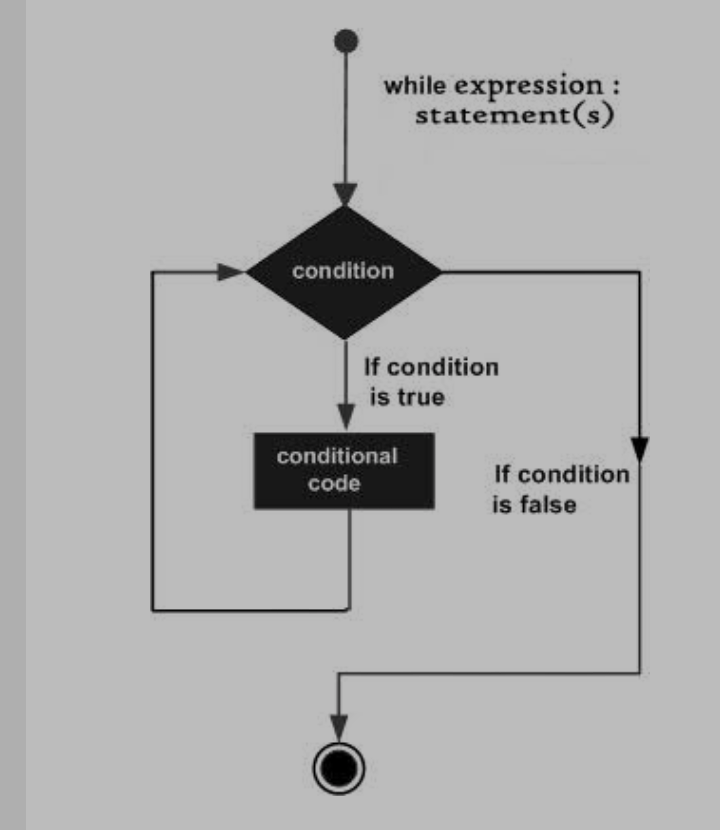 while expression :
statement(s)
condition
If condition
is true
conditional
code
If condition
is false